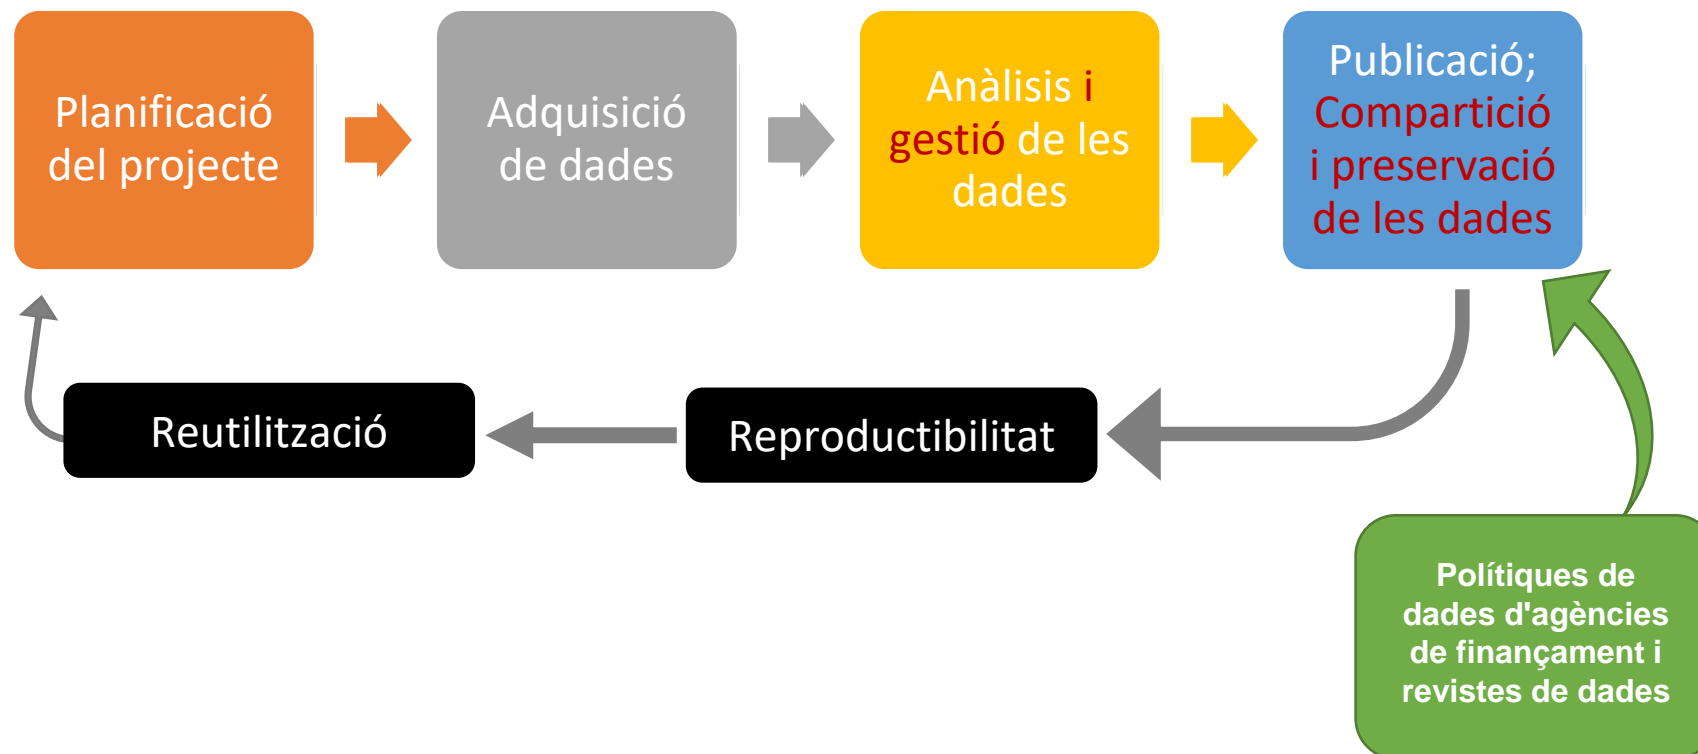 Planificació
del projecte
Adquisició
de dades
Anàlisis i
gestió de les
dades
Publicació;
Compartició
i preservació
de les dades
Reutilització
Reproductibilitat
Polítiques de
dades d'agències
de finançament i
revistes de dades